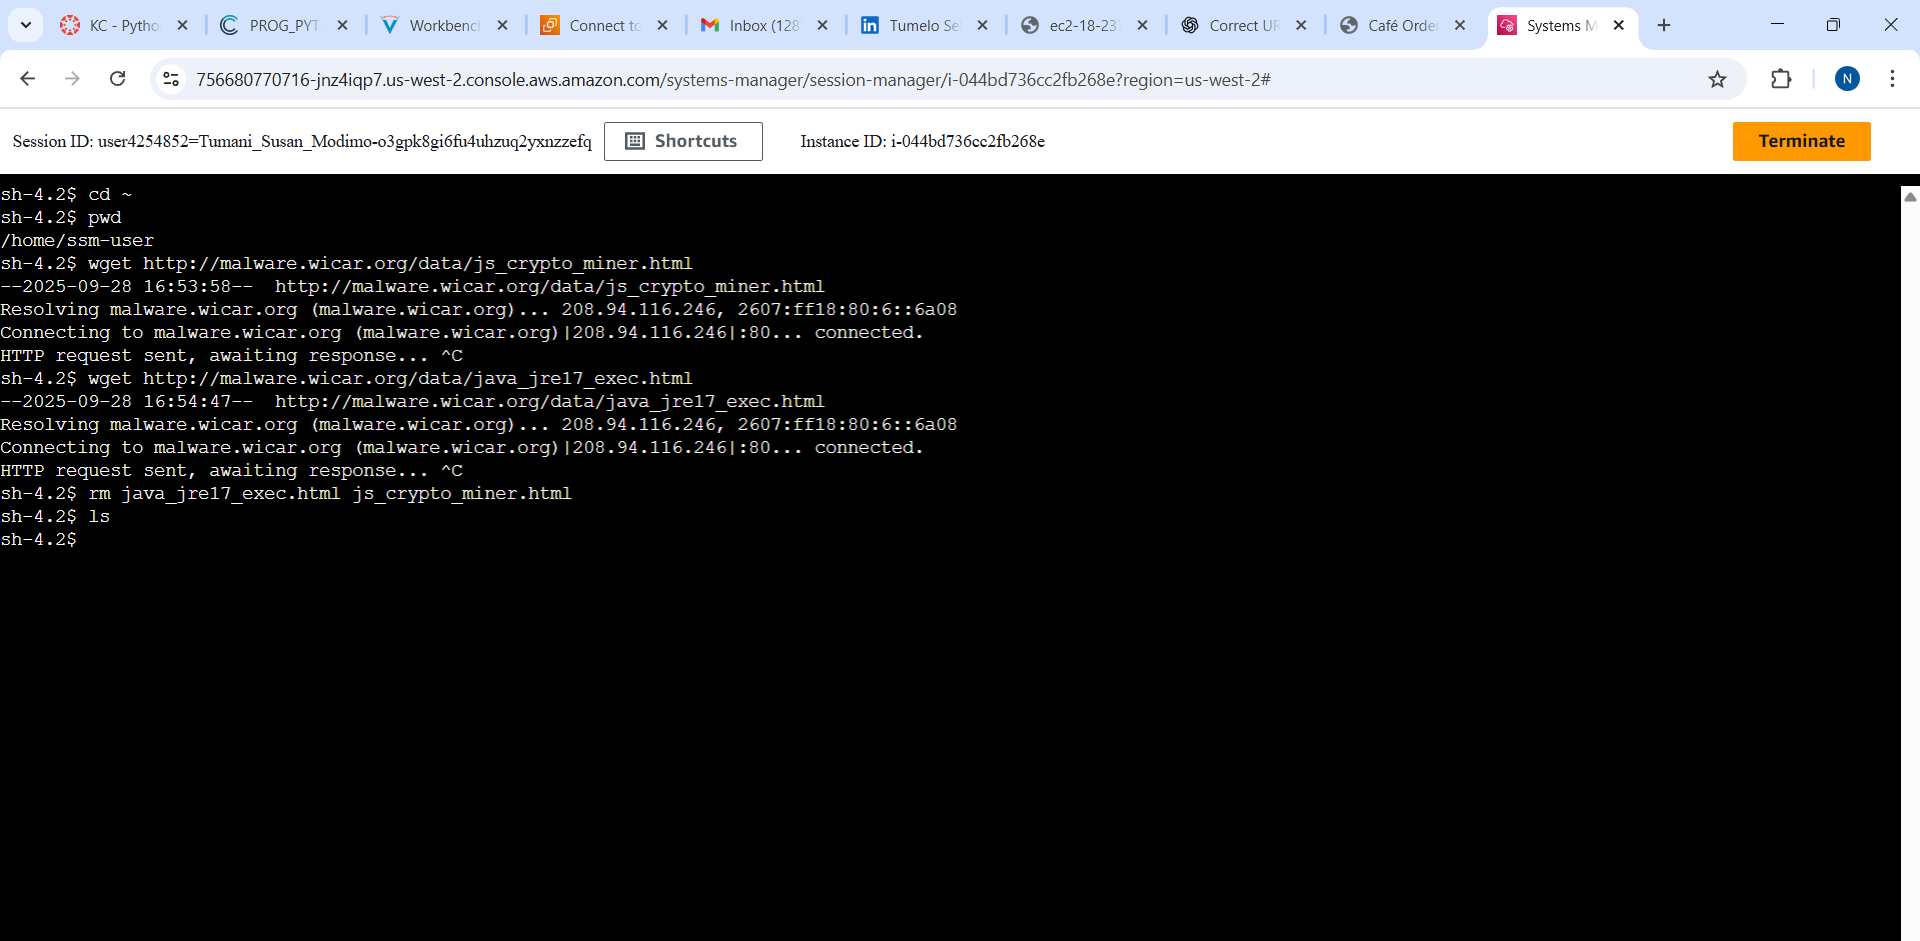 KC - Pytho
PROG_PYT
Workbench
Connect to
Inbox (128
Tumelo Se
ec2-18-237
Correct UR
Café Order
Systems M
756680770716-jnz4iqp7.us-west-2.console.aws.amazon.com/systems-manager/session-manager/i-044bd736cc2fb268e?region=us-west-2#
N
Session ID: user4254852=Tumani_Susan_Modimo-o3gpk8gi6fu4uhzuq2yxnzzefq
Shortcuts
Instance ID: i-044bd736cc2fb268e
Terminate
sh-4.2$ cd ~
sh-4.2$ pwd
/home/ssm-user
sh-4.2$ wget http://malware.wicar.org/data/js_crypto_miner.html
--2025-09-28 16:53:58--  http://malware.wicar.org/data/js_crypto_miner.html
Resolving malware.wicar.org (malware.wicar.org)... 208.94.116.246, 2607:ff18:80:6::6a08
Connecting to malware.wicar.org (malware.wicar.org)|208.94.116.246|:80... connected.
HTTP request sent, awaiting response... ^C
sh-4.2$ wget http://malware.wicar.org/data/java_jre17_exec.html
--2025-09-28 16:54:47--  http://malware.wicar.org/data/java_jre17_exec.html
Resolving malware.wicar.org (malware.wicar.org)... 208.94.116.246, 2607:ff18:80:6::6a08
Connecting to malware.wicar.org (malware.wicar.org)|208.94.116.246|:80... connected.
HTTP request sent, awaiting response... ^C
sh-4.2$ rm java_jre17_exec.html js_crypto_miner.html
sh-4.2$ ls
sh-4.2$